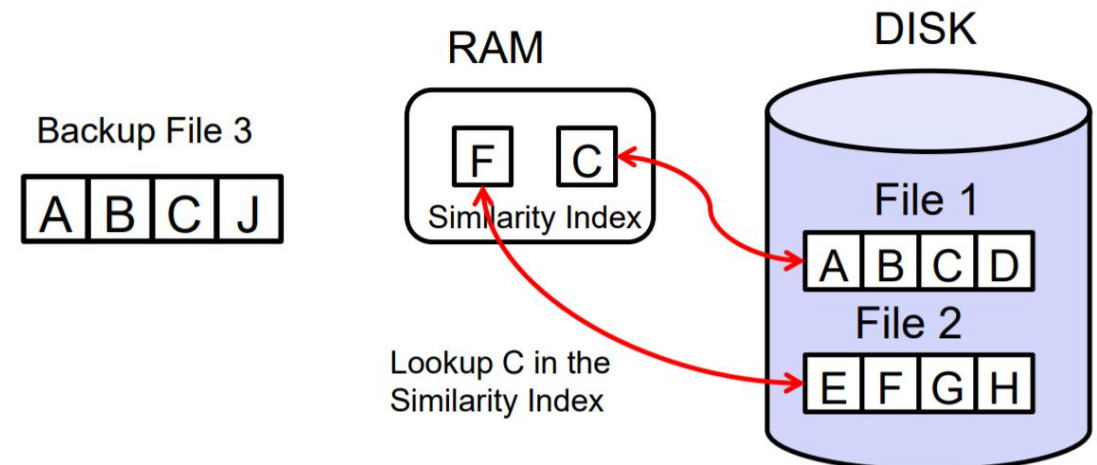 RAM
DISK
Backup File 3
A B C J
F C
Similarity Index
File 1
A B C D
File 2
E F G H
Lookup C in the
Similarity Index